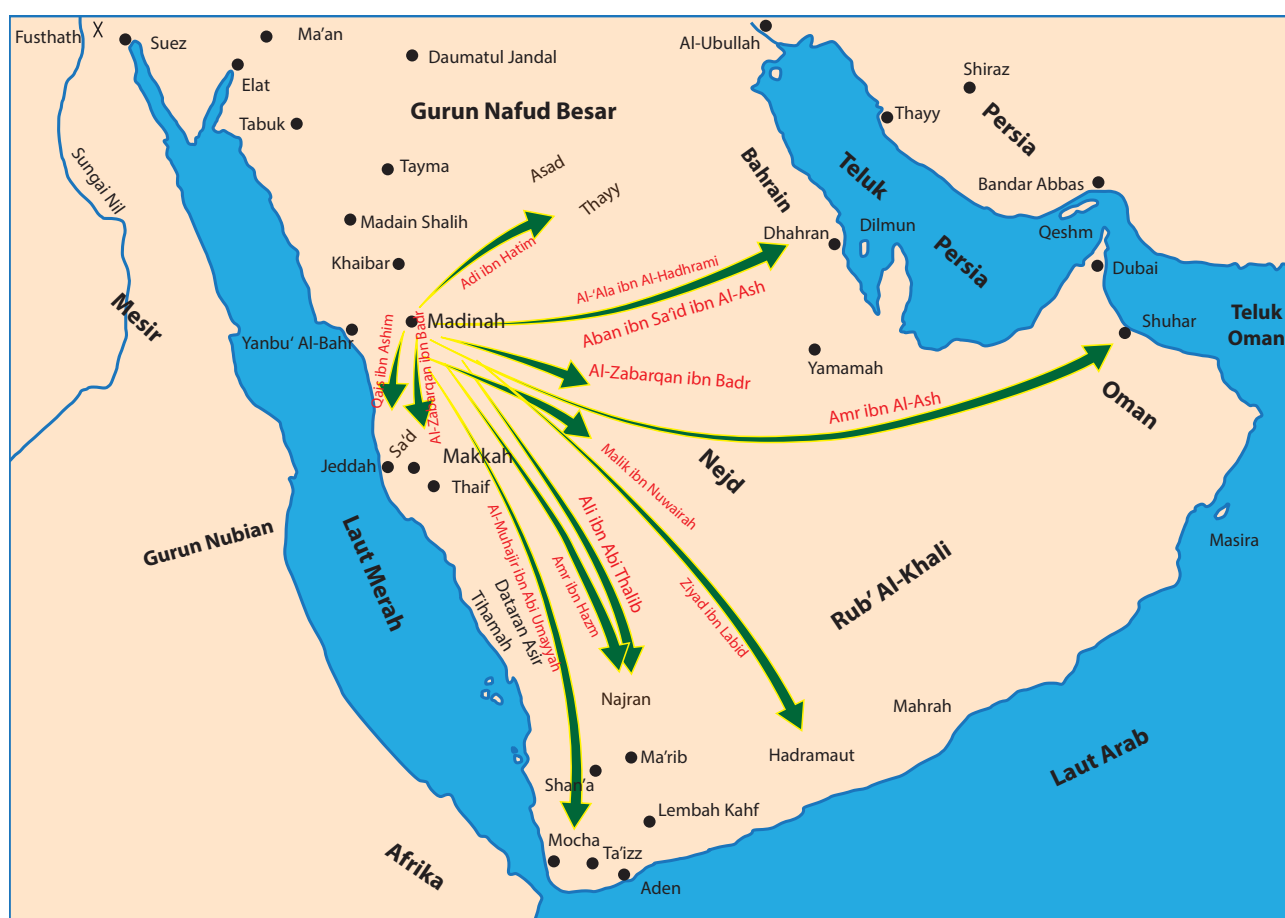 Fusthath
X
Suez
Ma'an
Daumatul Jandal
Al-Ubullah
Shiraz
Elat
Gurun Nafud Besar
Thayy
Persia
Tabuk
Sungai Nil
Tayma
Asad
Thayy
Bahrain
Teluk
Persia
Bandar Abbas
Madain Shalih
Dhahran
Dilmun
Qeshm
Khaibar
Adi ibn Hatim
Al-‘Ala ibn Al-Hadhrami
Aban ibn Sa'id ibn Al-Ash
Dubai
Mesir
Madinah
Yanbu‘ Al-Bahr
Shuhar
Teluk
Oman
Qais ibn Ashim
Al-Zabarqan ibn Badr
Al-Zabarqan ibn Badr
Yamamah
Amr ibn Al-Ash
Oman
Sa'd
Jeddah
Makkah
Thaif
Malik ibn Nuwairah
Nejd
Gurun Nubian
Laut Merah
Al-Muhajir ibn Abi Umayyah
Amr ibn Hazm
Ali ibn Abi Thalib
Ziyad ibn Labid
Rub’ Al-Khali
Masira
Dataran Asir
Tihamah
Najran
Mahrah
Hadramaut
Laut Arab
Ma'rib
Shan'a
Lembah Kahf
Mocha
Ta'izz
Aden
Afrika